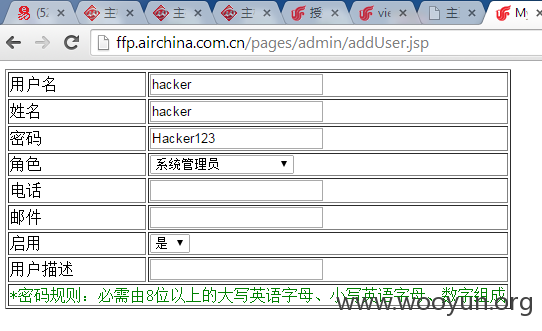 (52
主
主
主
授
vie
主
My
ffp.airchina.com.cn/pages/admin/addUser.jsp
用户名 hacker
姓名 hacker
密码 Hacker123
角色 系统管理员
电话
邮件
启用 是
用户描述
*密码规则：必需由8位以上的大写英语字母、小写英语字母、数字组成
www.wooyun.org